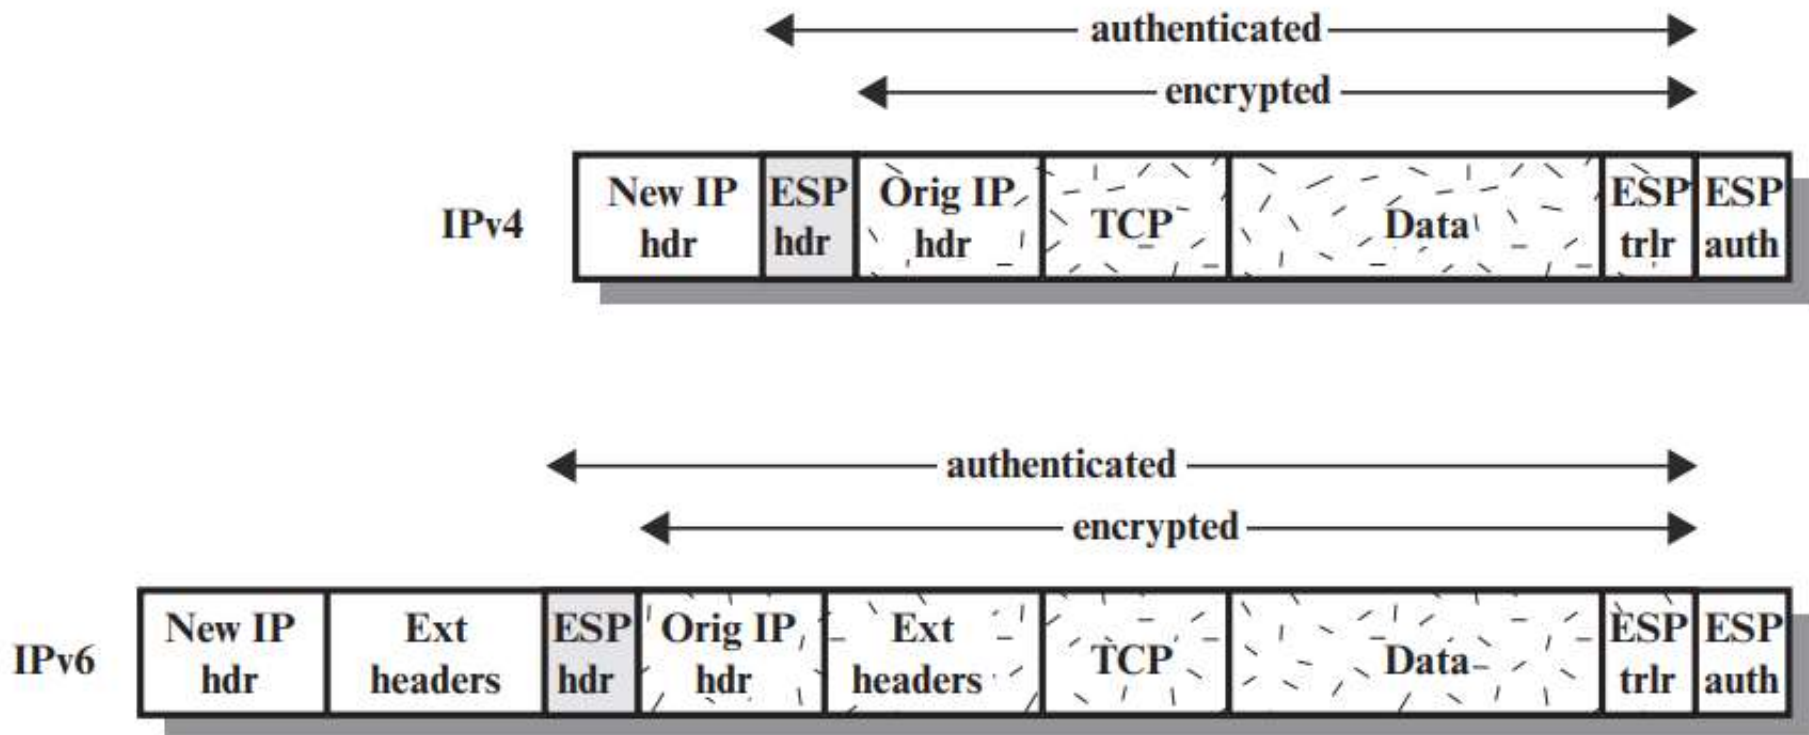 authenticated
encrypted
IPv4
New IP
hdr
ESP
hdr
Orig IP
hdr
TCP
Data
ESP
trlr
ESP
auth
authenticated
encrypted
IPv6
New IP
hdr
Ext
headers
ESP
hdr
Orig IP
hdr
Ext
headers
TCP
Data
ESP
trlr
ESP
auth